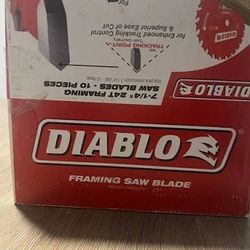 for Enhanced Tracking Control
& Superior Ease of Cut
TRACKING POINT
7-1/4" 24T FRAMING
SAW BLADES - 10 PIECES
DIABLO
DIABLO
FRAMING SAW BLADE